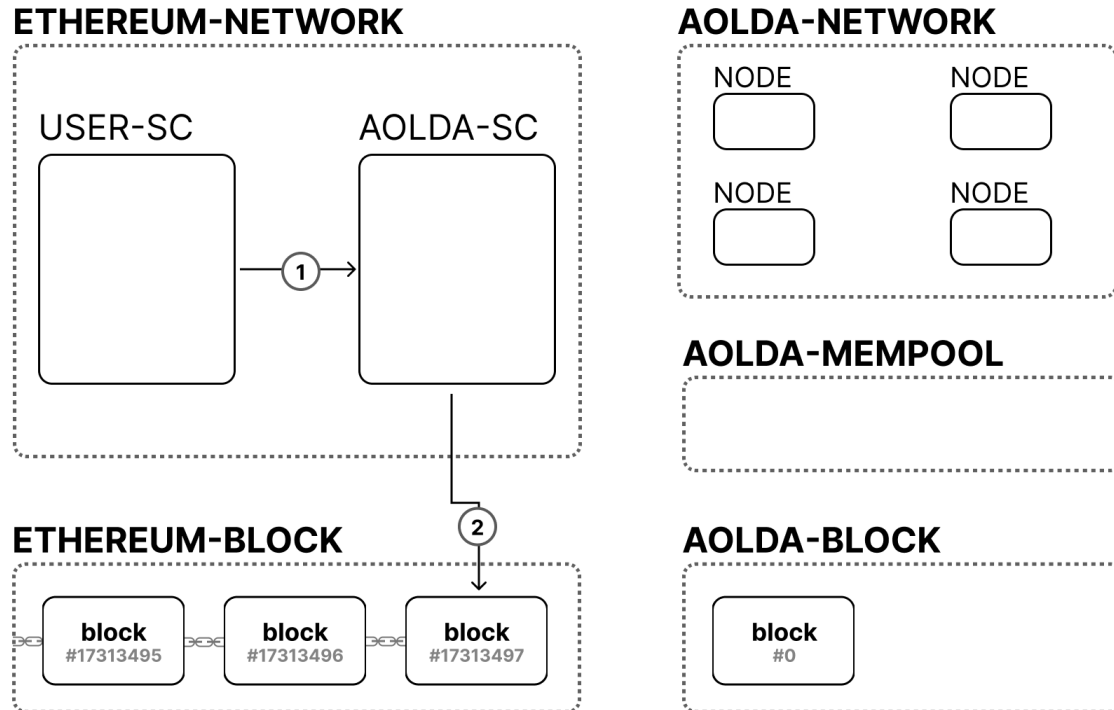 ETHEREUM-NETWORK
USER-SC
AOLDA-SC
1
2
ETHEREUM-BLOCK
block
#17313495
block
#17313496
block
#17313497
AOLDA-NETWORK
NODE
NODE
NODE
NODE
AOLDA-MEMPOOL
AOLDA-BLOCK
block
#0